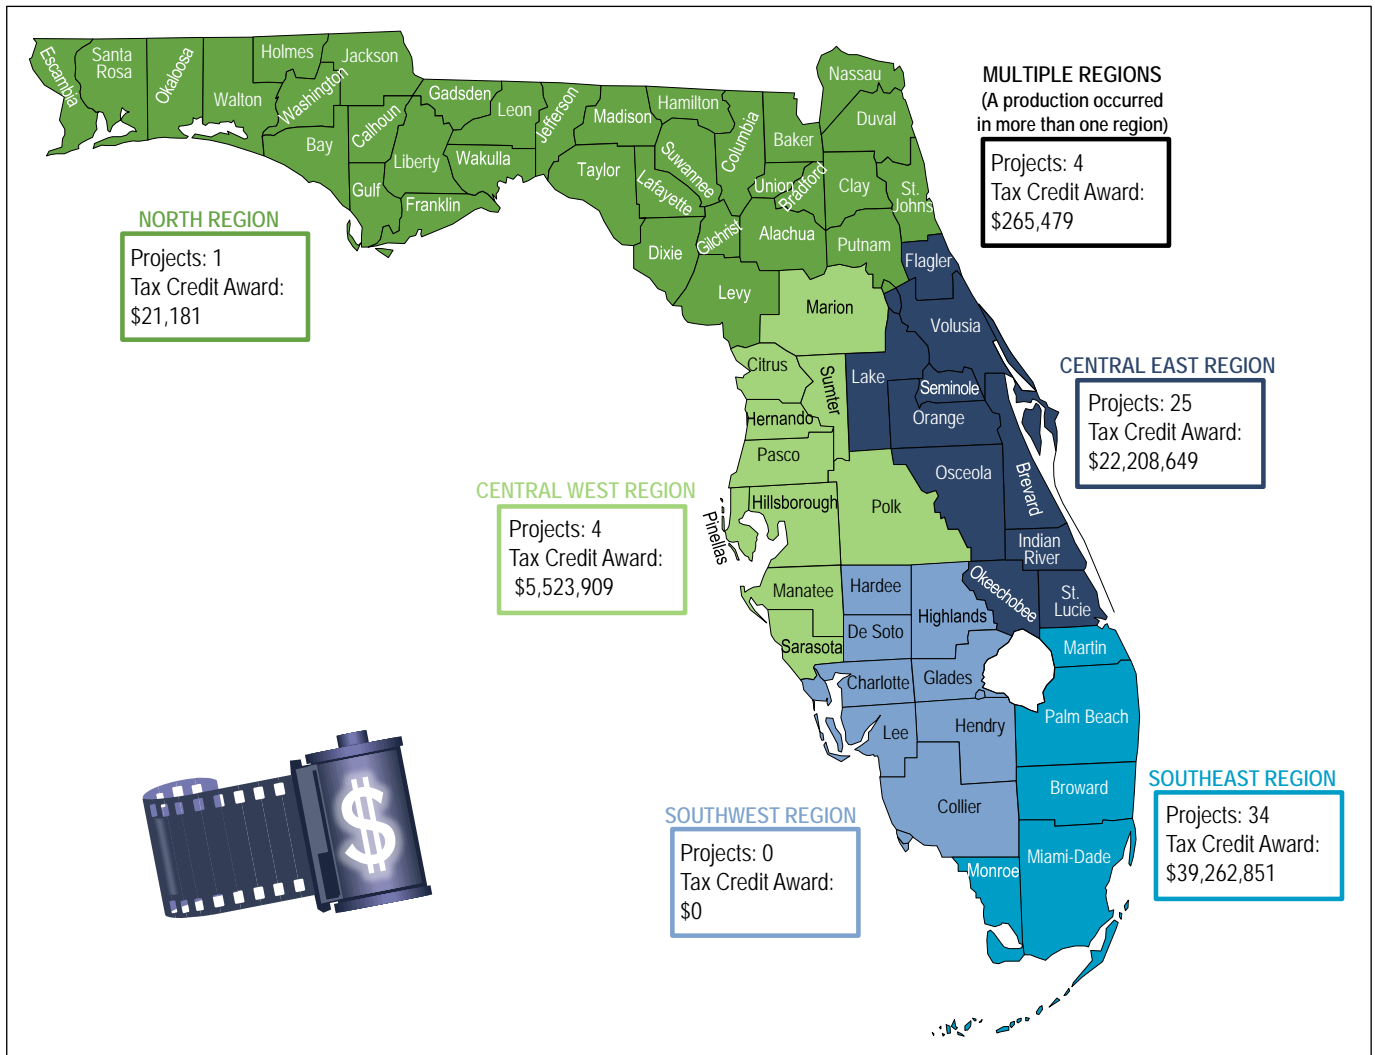 Escambia
Santa
Rosa
Okaloosa
Walton
Holmes
Washington
Jackson
Bay
Calhoun
Gulf
Liberty
Gadsden
Franklin
Leon
Wakulla
Jefferson
Madison
Taylor
Hamilton
Suwannee
Lafayette
Dixie
Columbia
Gilchrist
Levy
Baker
Union
Bradford
Alachua
Nassau
Duval
Clay
St.
Johns
Putnam
MULTIPLE REGIONS
(A production occurred
in more than one region)
Projects: 4
Tax Credit Award:
$265,479
NORTH REGION
Projects: 1
Tax Credit Award:
$21,181
Flagler
Volusia
Lake
Seminole
Orange
Osceola
Brevard
Indian
River
Okeechobee
St.
Lucie
CENTRAL EAST REGION
Projects: 25
Tax Credit Award:
$22,208,649
Marion
Citrus
Sumter
Hernando
Pasco
Pinellas
Hillsborough
Polk
Manatee
Sarasota
CENTRAL WEST REGION
Projects: 4
Tax Credit Award:
$5,523,909
Hardee
Highlands
De Soto
Charlotte
Glades
Lee
Hendry
Collier
SOUTHWEST REGION
Projects: 0
Tax Credit Award:
$0
Martin
Palm Beach
Broward
Miami-Dade
Monroe
SOUTHEAST REGION
Projects: 34
Tax Credit Award:
$39,262,851
$